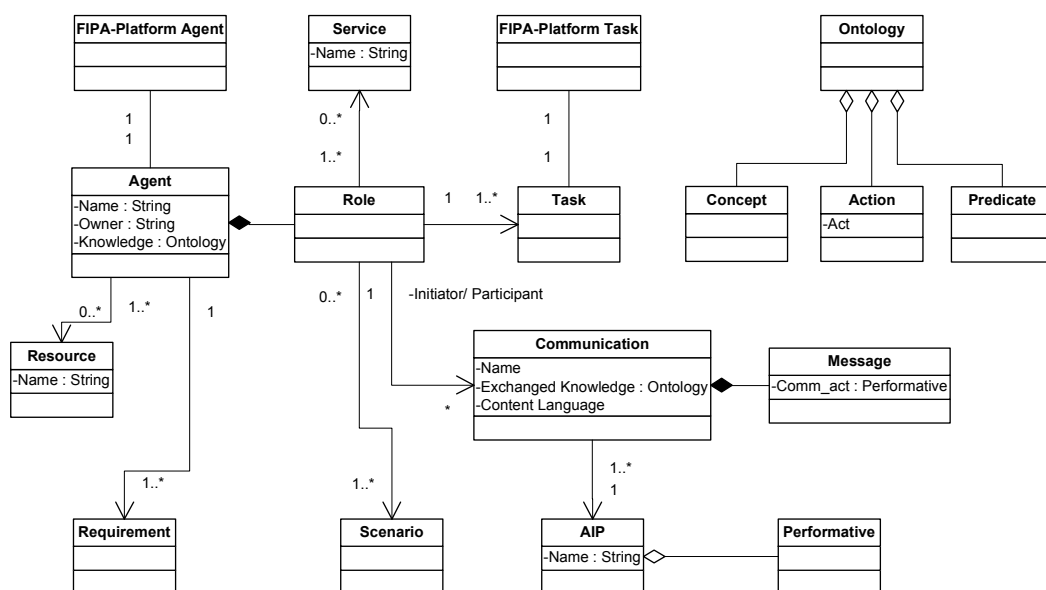 FIPA-Platform Agent
Service
-Name : String
FIPA-Platform Task
Ontology
1
1
0..*
1..*
1
1
Agent
-Name : String
-Owner : String
-Knowledge : Ontology
Role
1
1..*
Task
Concept
Action
-Act
Predicate
0..*
1..*
1
0..*
1
-Initiator/ Participant
Resource
-Name : String
Communication
-Name
-Exchanged Knowledge : Ontology
-Content Language
Message
-Comm_act : Performative
*
1..*
1..*
1..*
1
Requirement
Scenario
AIP
-Name : String
Performative